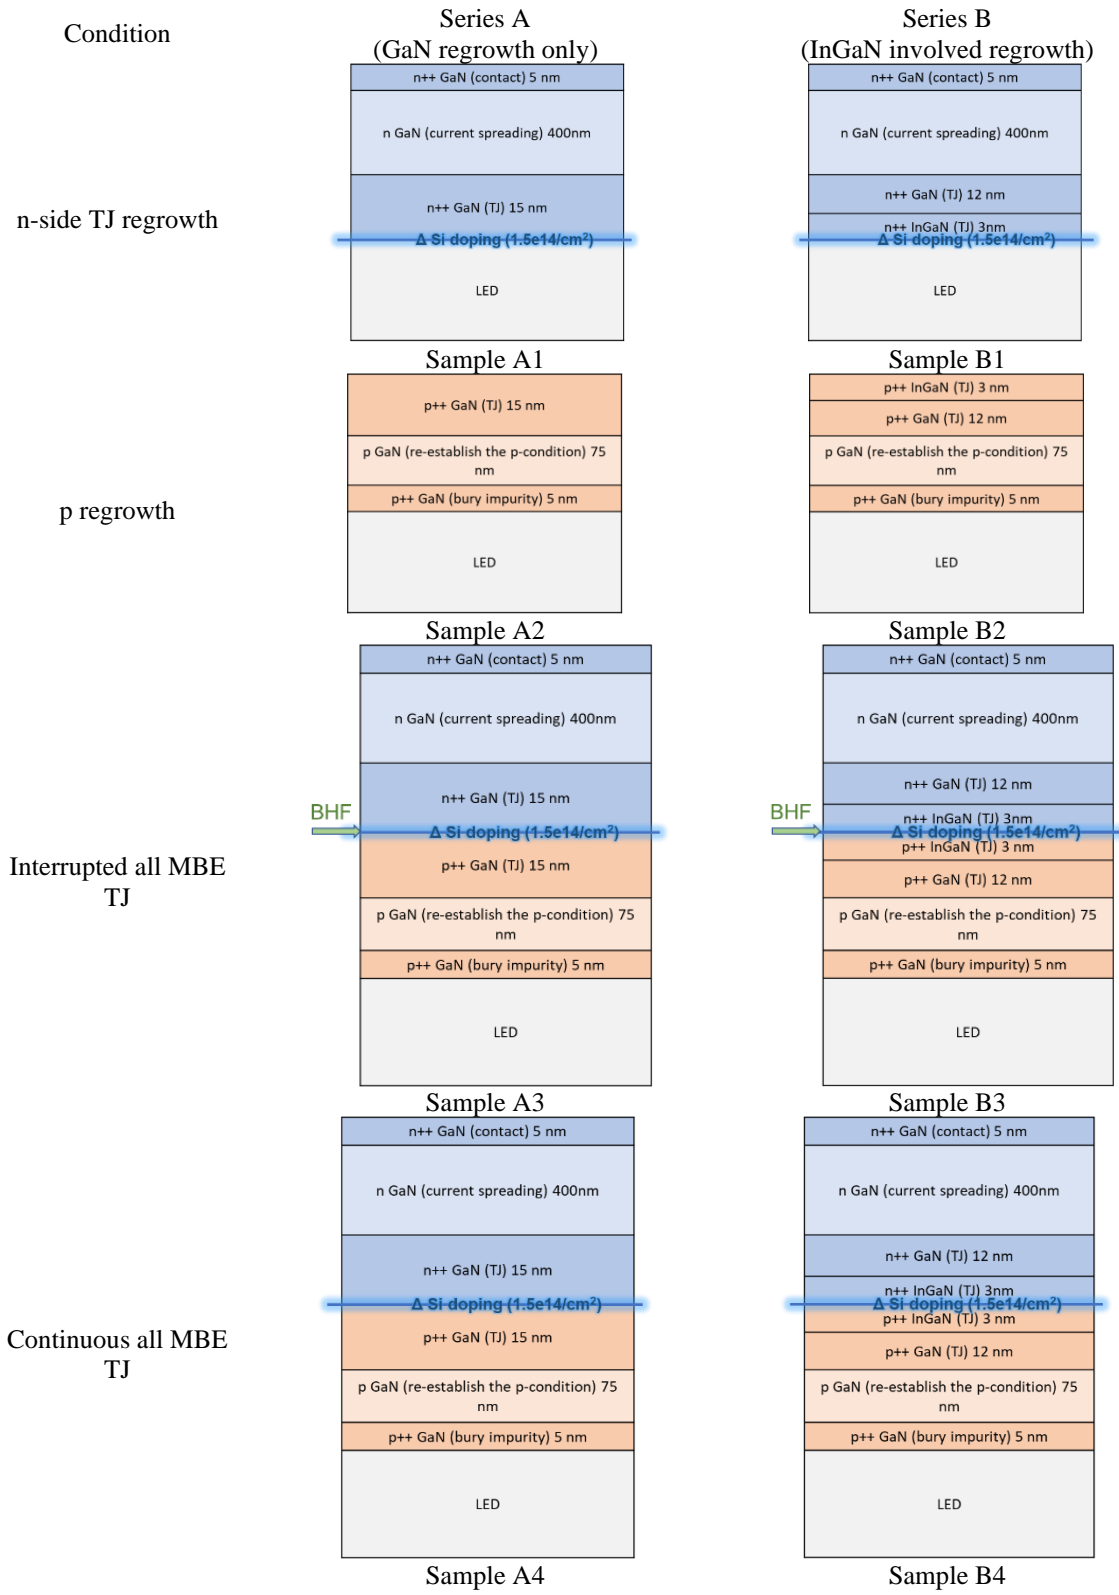 Condition
Series A
(GaN regrowth only)
Series B
(InGaN involved regrowth)
n-side TJ regrowth
n++ GaN (contact) 5 nm
n GaN (current spreading) 400nm
n++ GaN (TJ) 15 nm
Δ Si doping (1.5e14/cm²)
LED
Sample A1
n++ GaN (contact) 5 nm
n GaN (current spreading) 400nm
n++ GaN (TJ) 12 nm
n++ InGaN (TJ) 3nm
Δ Si doping (1.5e14/cm²)
LED
Sample B1
p regrowth
p++ GaN (TJ) 15 nm
p GaN (re-establish the p-condition) 75
nm
p++ GaN (bury impurity) 5 nm
LED
Sample A2
p++ InGaN (TJ) 3 nm
p++ GaN (TJ) 12 nm
p GaN (re-establish the p-condition) 75
nm
p++ GaN (bury impurity) 5 nm
LED
Sample B2
Interrupted all MBE
TJ
n++ GaN (contact) 5 nm
n GaN (current spreading) 400nm
n++ GaN (TJ) 15 nm
BHF
Δ Si doping (1.5e14/cm²)
p++ GaN (TJ) 15 nm
p GaN (re-establish the p-condition) 75
nm
p++ GaN (bury impurity) 5 nm
LED
Sample A3
n++ GaN (contact) 5 nm
n GaN (current spreading) 400nm
n++ GaN (TJ) 12 nm
BHF
n++ InGaN (TJ) 3nm
Δ Si doping (1.5e14/cm²)
p++ InGaN (TJ) 3 nm
p++ GaN (TJ) 12 nm
p GaN (re-establish the p-condition) 75
nm
p++ GaN (bury impurity) 5 nm
LED
Sample B3
Continuous all MBE
TJ
n++ GaN (contact) 5 nm
n GaN (current spreading) 400nm
n++ GaN (TJ) 15 nm
Δ Si doping (1.5e14/cm²)
p++ GaN (TJ) 15 nm
p GaN (re-establish the p-condition) 75
nm
p++ GaN (bury impurity) 5 nm
LED
Sample A4
n++ GaN (contact) 5 nm
n GaN (current spreading) 400nm
n++ GaN (TJ) 12 nm
n++ InGaN (TJ) 3nm
Δ Si doping (1.5e14/cm²)
p++ InGaN (TJ) 3 nm
p++ GaN (TJ) 12 nm
p GaN (re-establish the p-condition) 75
nm
p++ GaN (bury impurity) 5 nm
LED
Sample B4